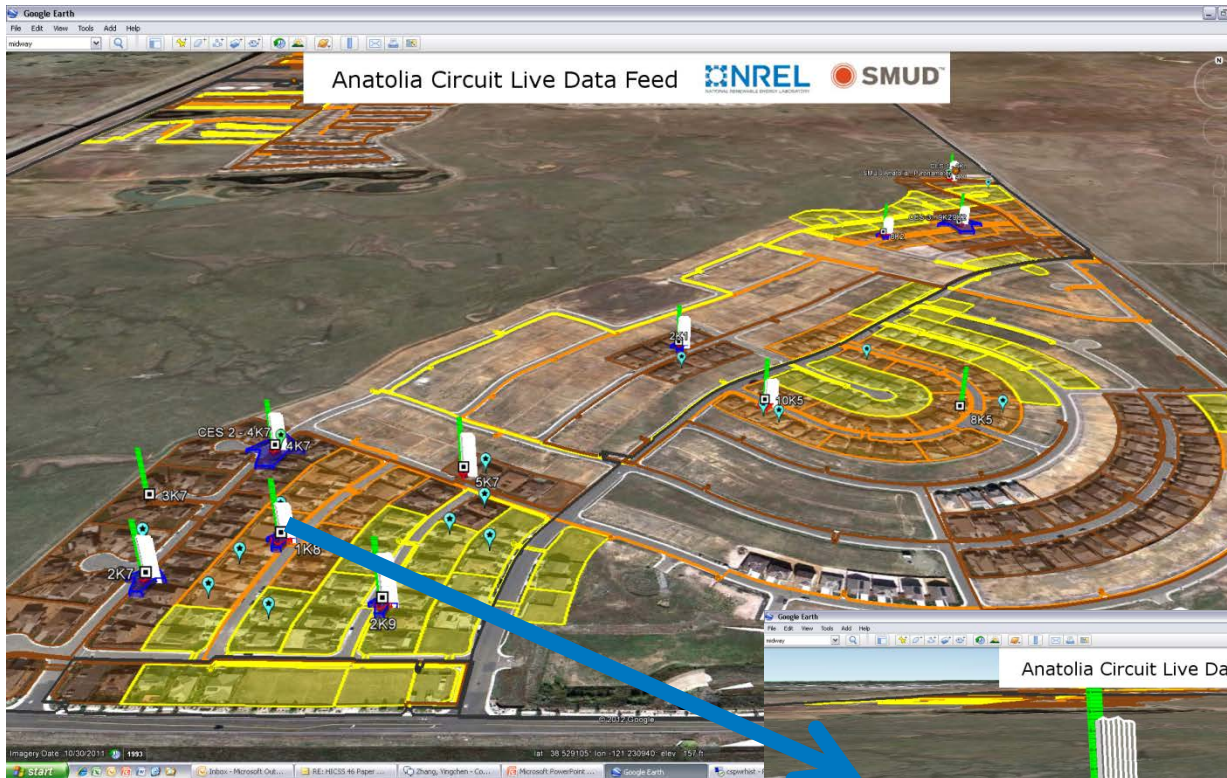 Google Earth
File Edit View Tools Add Help
midway
Anatolia Circuit Live Data Feed NREL SMUD™
NATIONAL RENEWABLE ENERGY LABORATORY
N
8K2
2K1
10K5
8K5
CES 2 - 4K7
4K7
5K7
3K7
1K8
2K7
2K9
© 2012 Google
Imagery Date: 10/30/2011 1993
lat 38.529105° lon -121.230940° elev 157 ft
start
Inbox - Microsoft Out...
RE: HICSS 46 Paper ...
Zhang, Yingchen - Co...
Microsoft PowerPoint ...
Google Earth
Google Earth
File Edit View Tools Add Help
midway
Anatolia Circuit Live Da